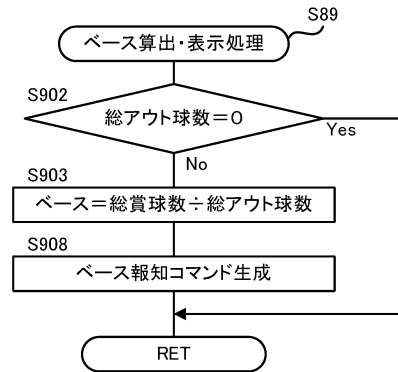 S89
ベース算出・表示処理
S902
総アウト球数=0
Yes
No
S903
ベース=総賞球数÷総アウト球数
S908
ベース報知コマンド生成
RET